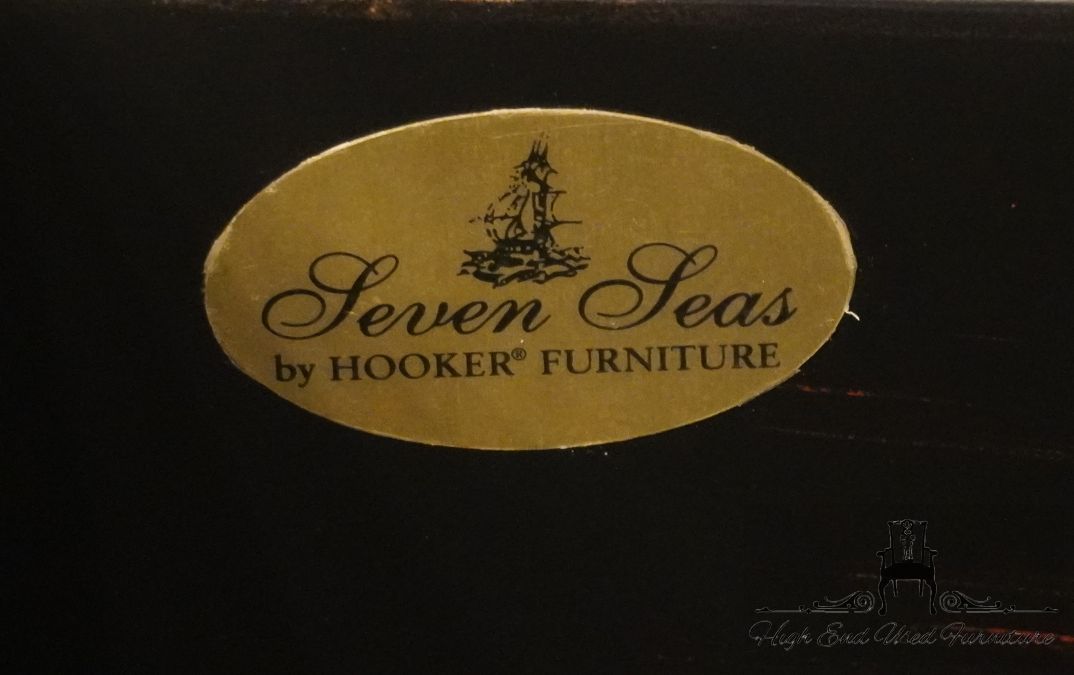 Seven Seas
by HOOKER® FURNITURE
High End Used Furniture